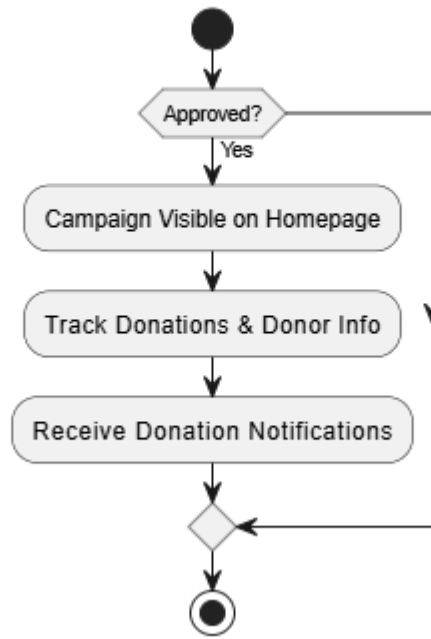 Approved?
Yes
Campaign Visible on Homepage
Track Donations & Donor Info
Receive Donation Notifications